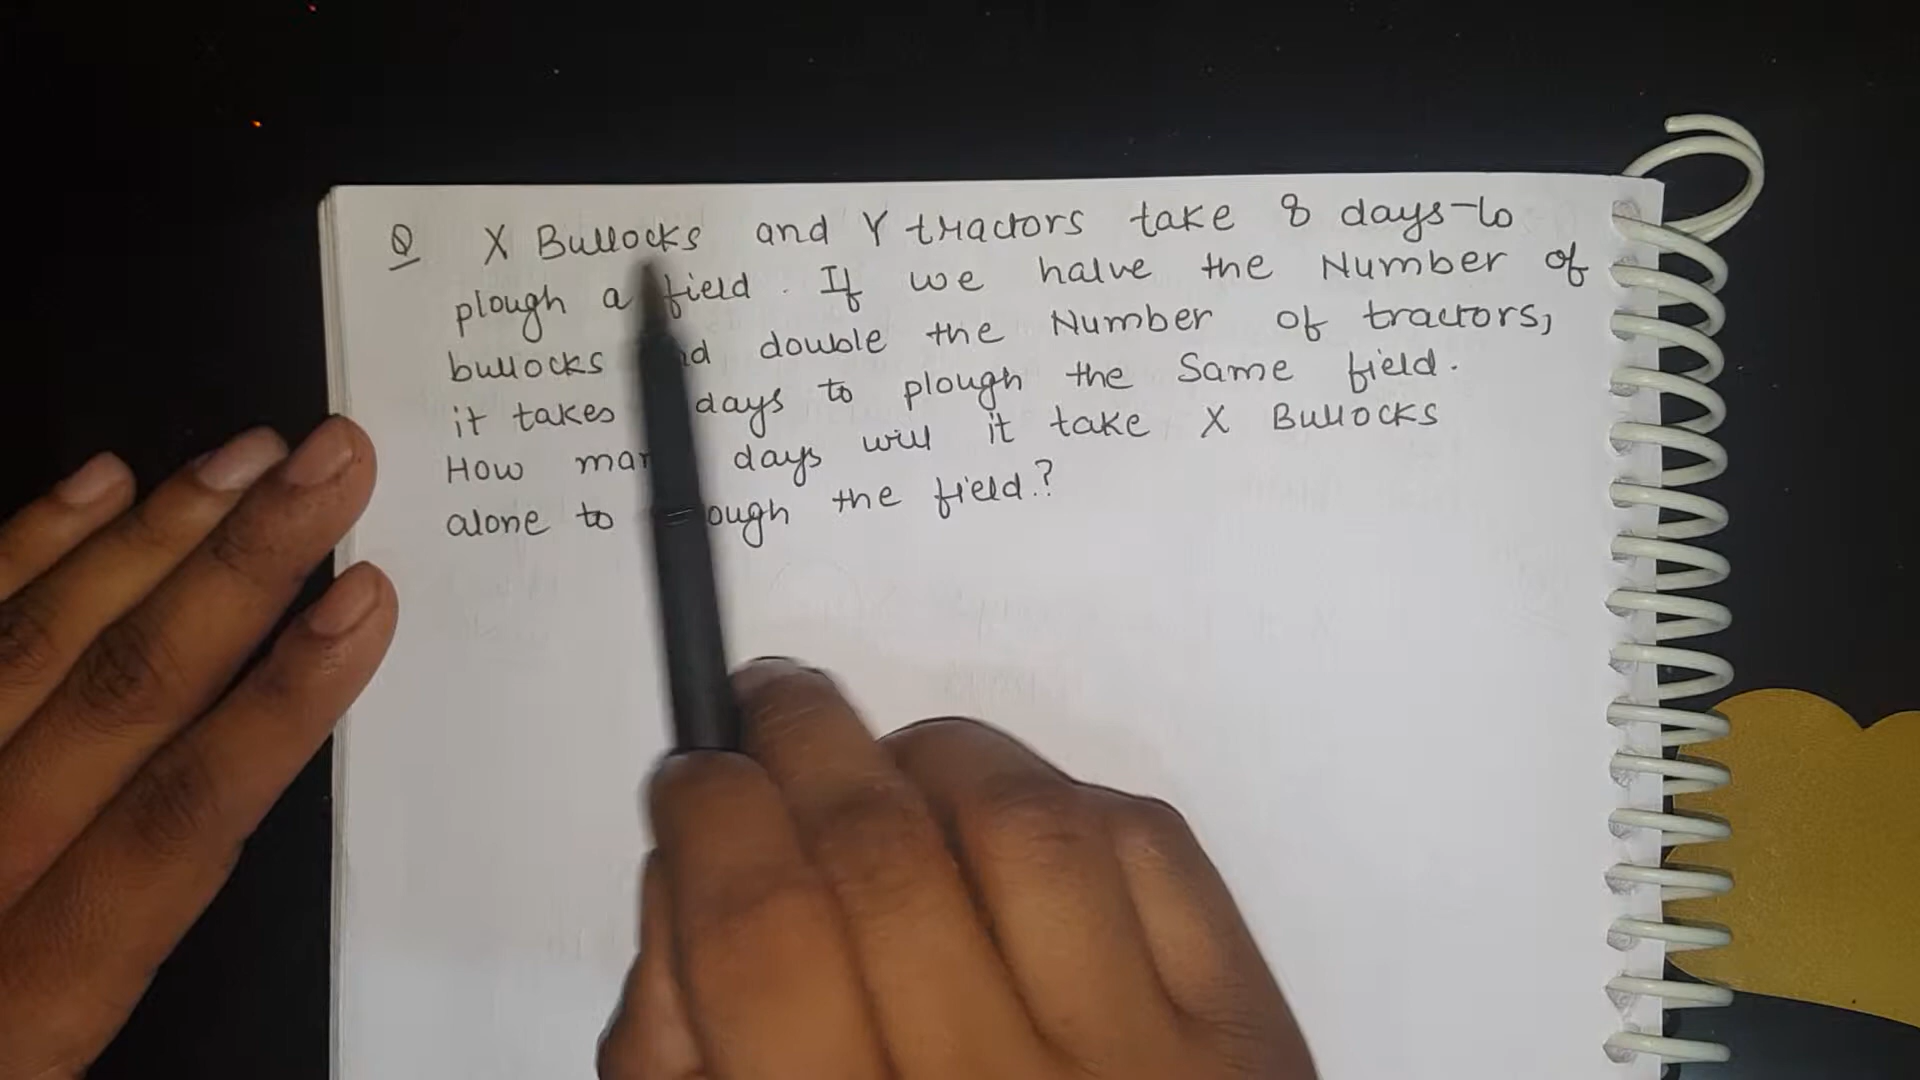 Q X Bullocks and Y tractors take 8 days to
plough a field. If we halve the Number of
bullocks double the Number of tractors,
it takes days to plough the same field.
How days will it take X Bullocks
alone to the field.?